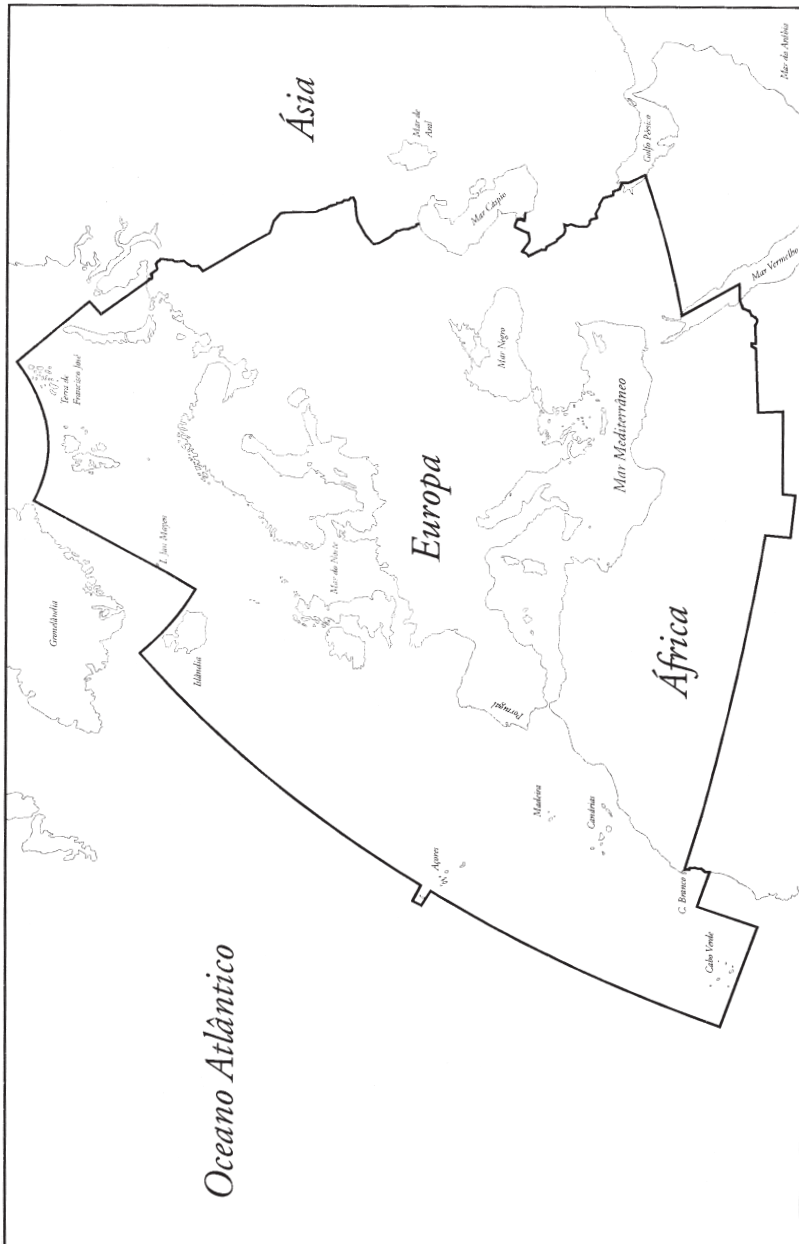 Ásia
Mar de
Aral
Mar Cáspio
Golfo Pérsico
Mar da Arábia
Mar Vermelho
Terra de
Francisco José
Mar Negro
Mar Mediterrâneo
Europa
I. Jan Mayen
Mar do Norte
Gronelândia
Islândia
Portugal
África
Madeira
Canárias
Açores
C. Branco
Cabo Verde
Oceano Atlântico